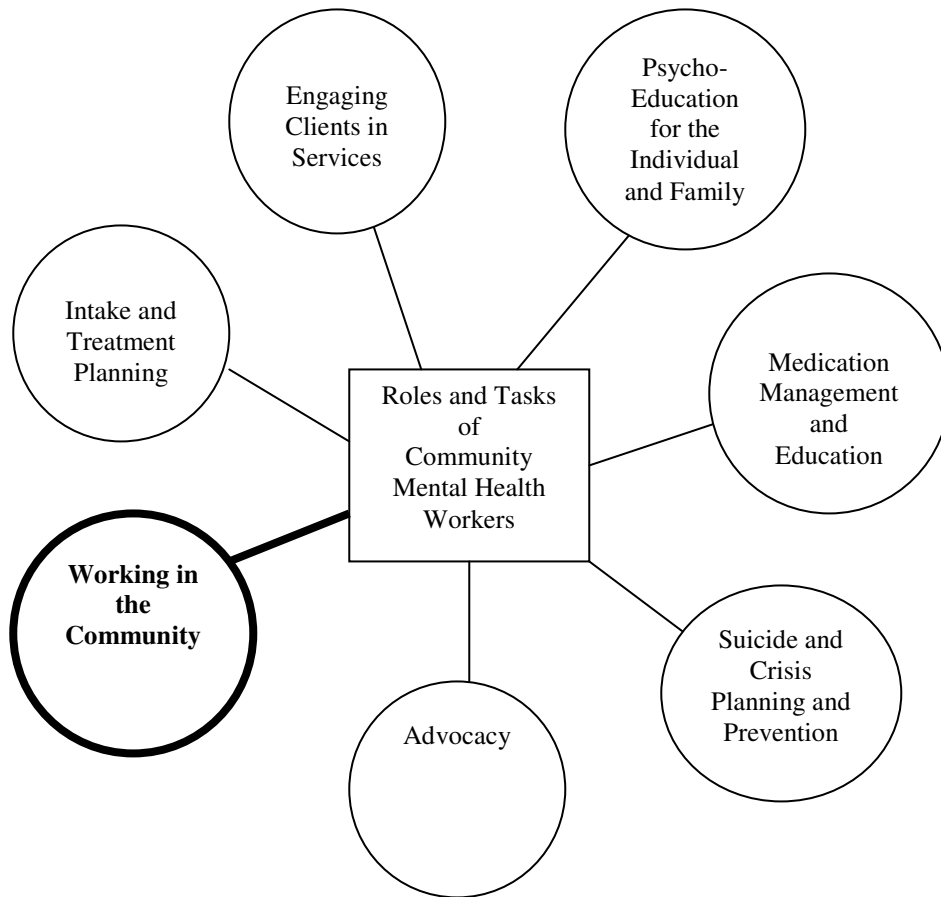 Engaging
Clients in
Services
Psycho-
Education
for the
Individual
and Family
Intake and
Treatment
Planning
Medication
Management
and
Education
Roles and Tasks
of
Community
Mental Health
Workers
Working in
the
Community
Suicide and
Crisis
Planning and
Prevention
Advocacy